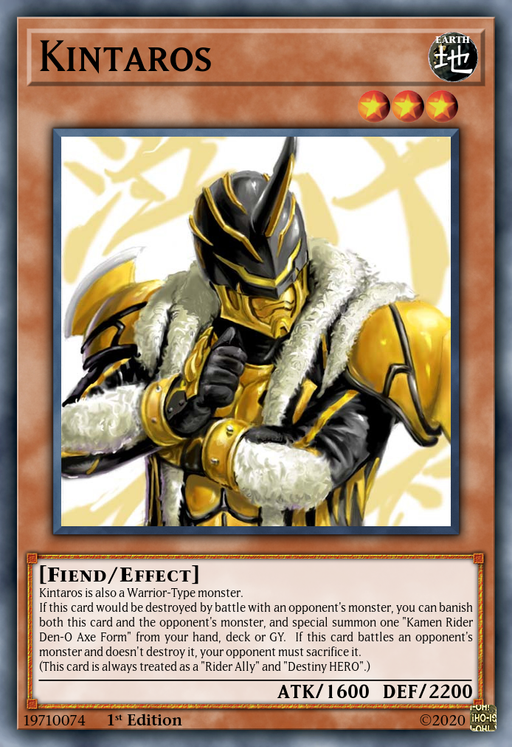 Kintaros
EARTH
地
[Fiend/Effect]
Kintaros is also a Warrior-Type monster.
If this card would be destroyed by battle with an opponent's monster, you can banish
both this card and the opponent's monster, and special summon one "Kamen Rider
Den-O Axe Form" from your hand, deck or GY. If this card battles an opponent's
monster and doesn't destroy it, your opponent must sacrifice it.
(This card is always treated as a "Rider Ally" and "Destiny HERO".)
ATK/1600 DEF/2200
19710074 1st Edition ©2020